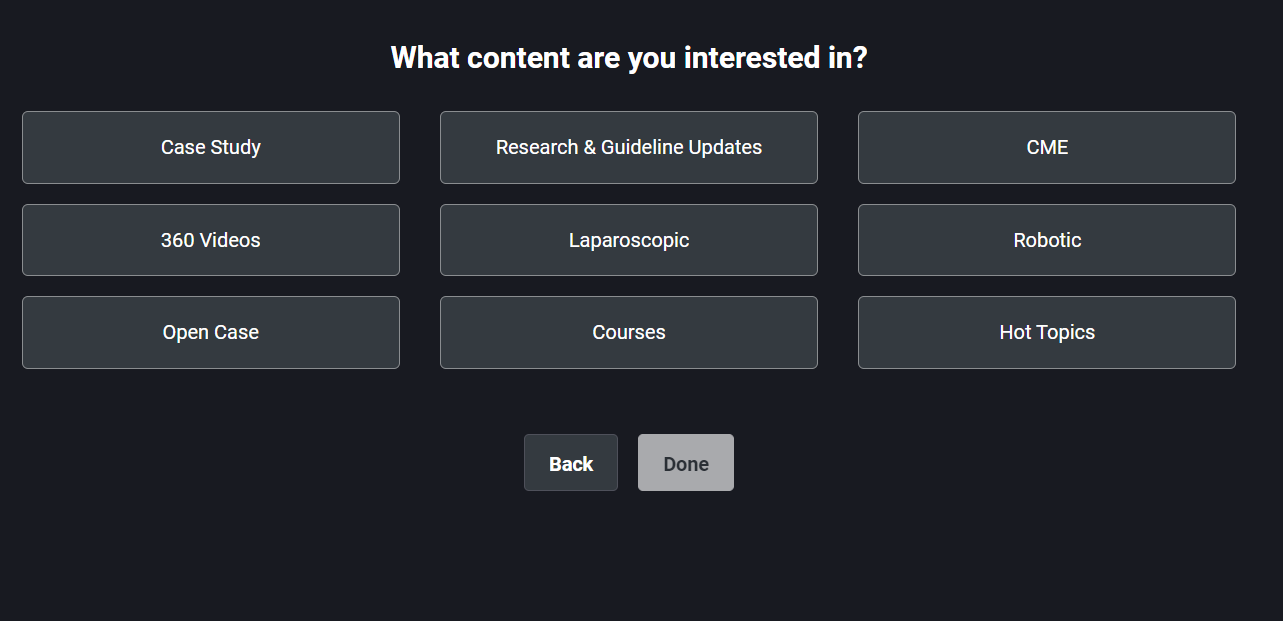 What content are you interested in?
Case Study
Research & Guideline Updates
CME
360 Videos
Laparoscopic
Robotic
Open Case
Courses
Hot Topics
Back
Done